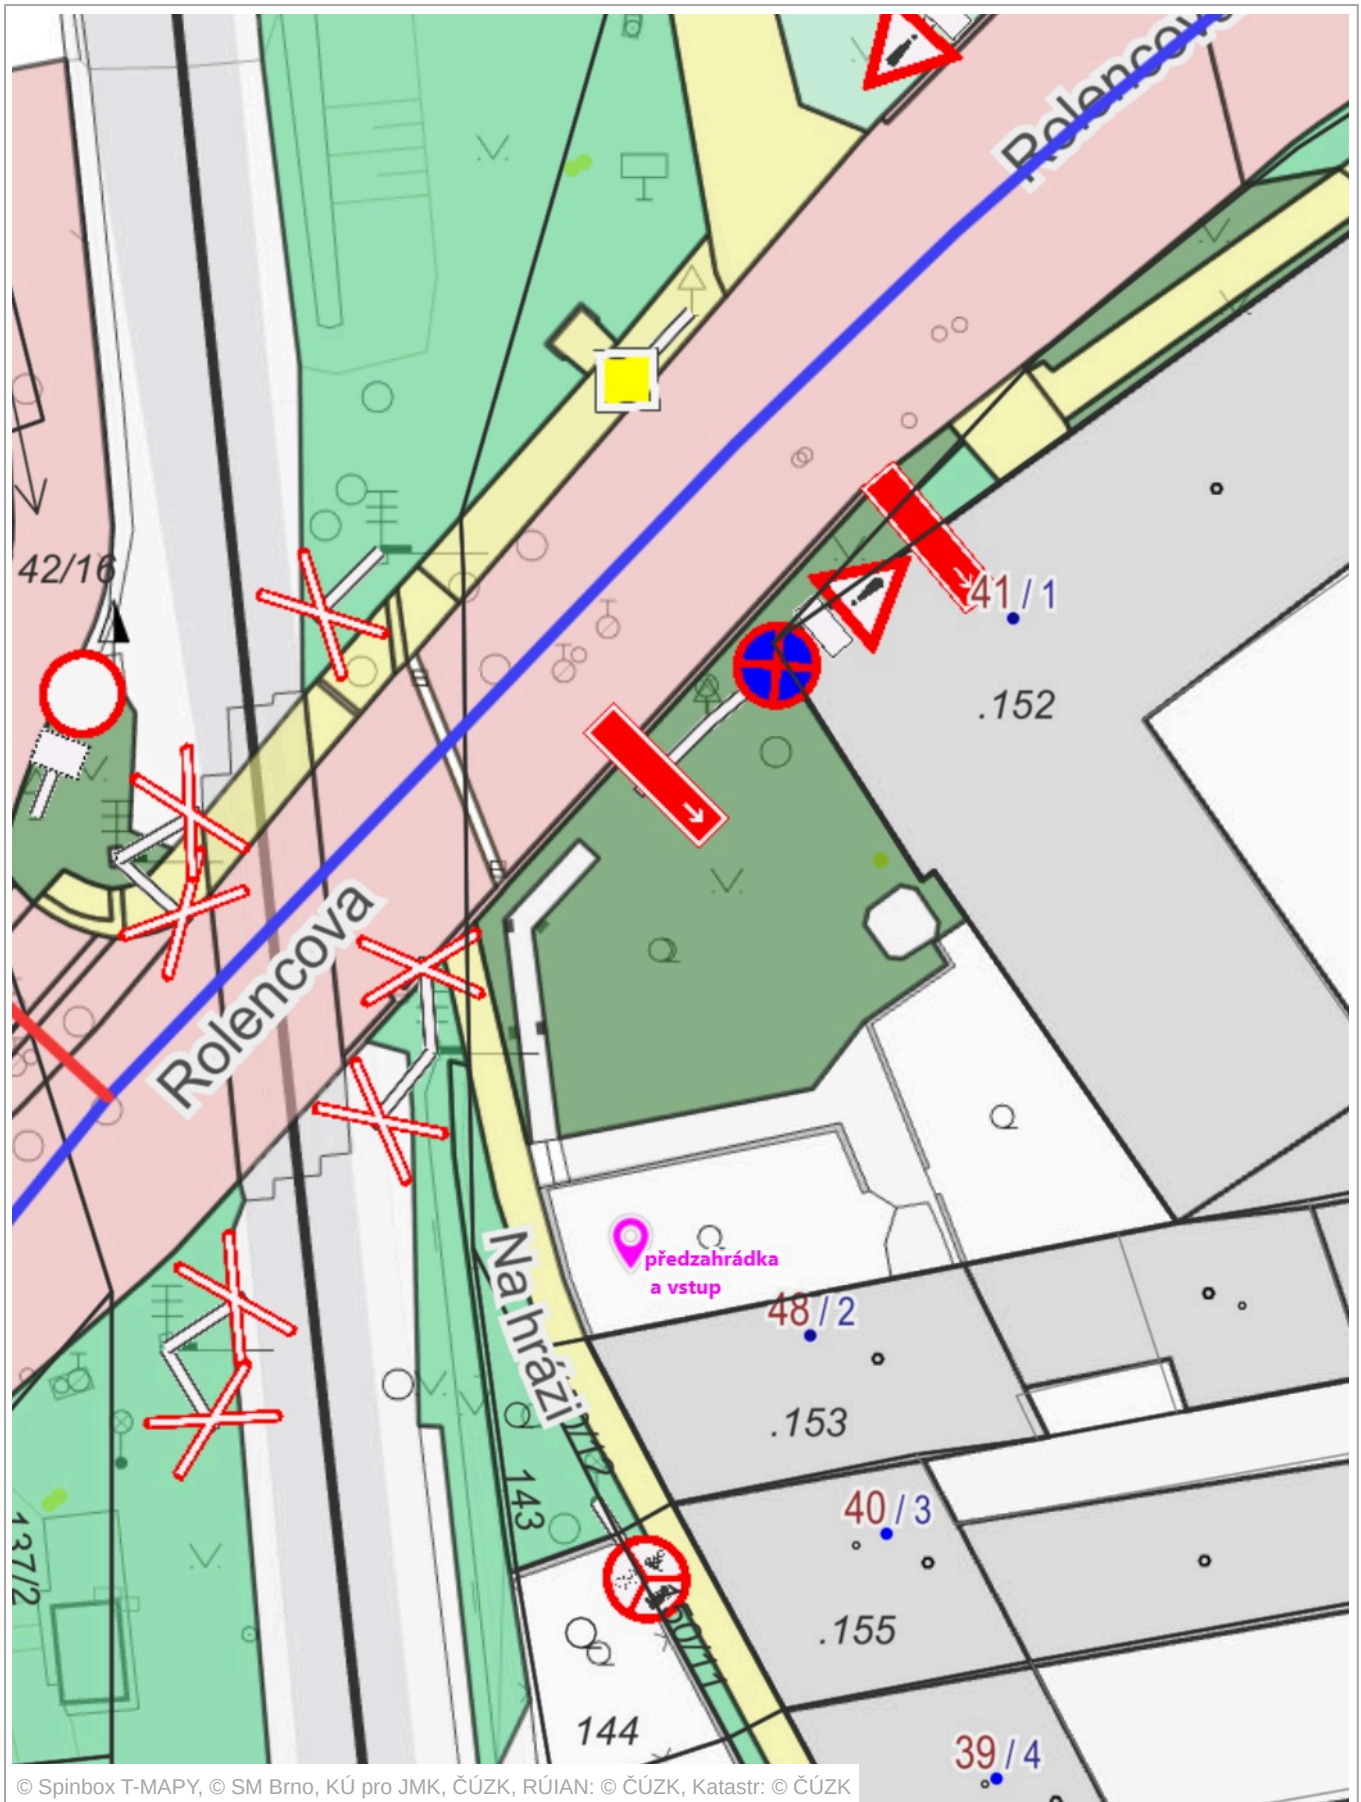 Rolencova
42/16
41 / 1
.152
Rolencova
předzahrádka
a vstup
Na hrázi
48 / 2
.153
143
40 / 3
137/2
.155
144
39 / 4
© Spinbox T-MAPY, © SM Brno, KÚ pro JMK, ČÚZK, RÚIAN: © ČÚZK, Katastr: © ČÚZK